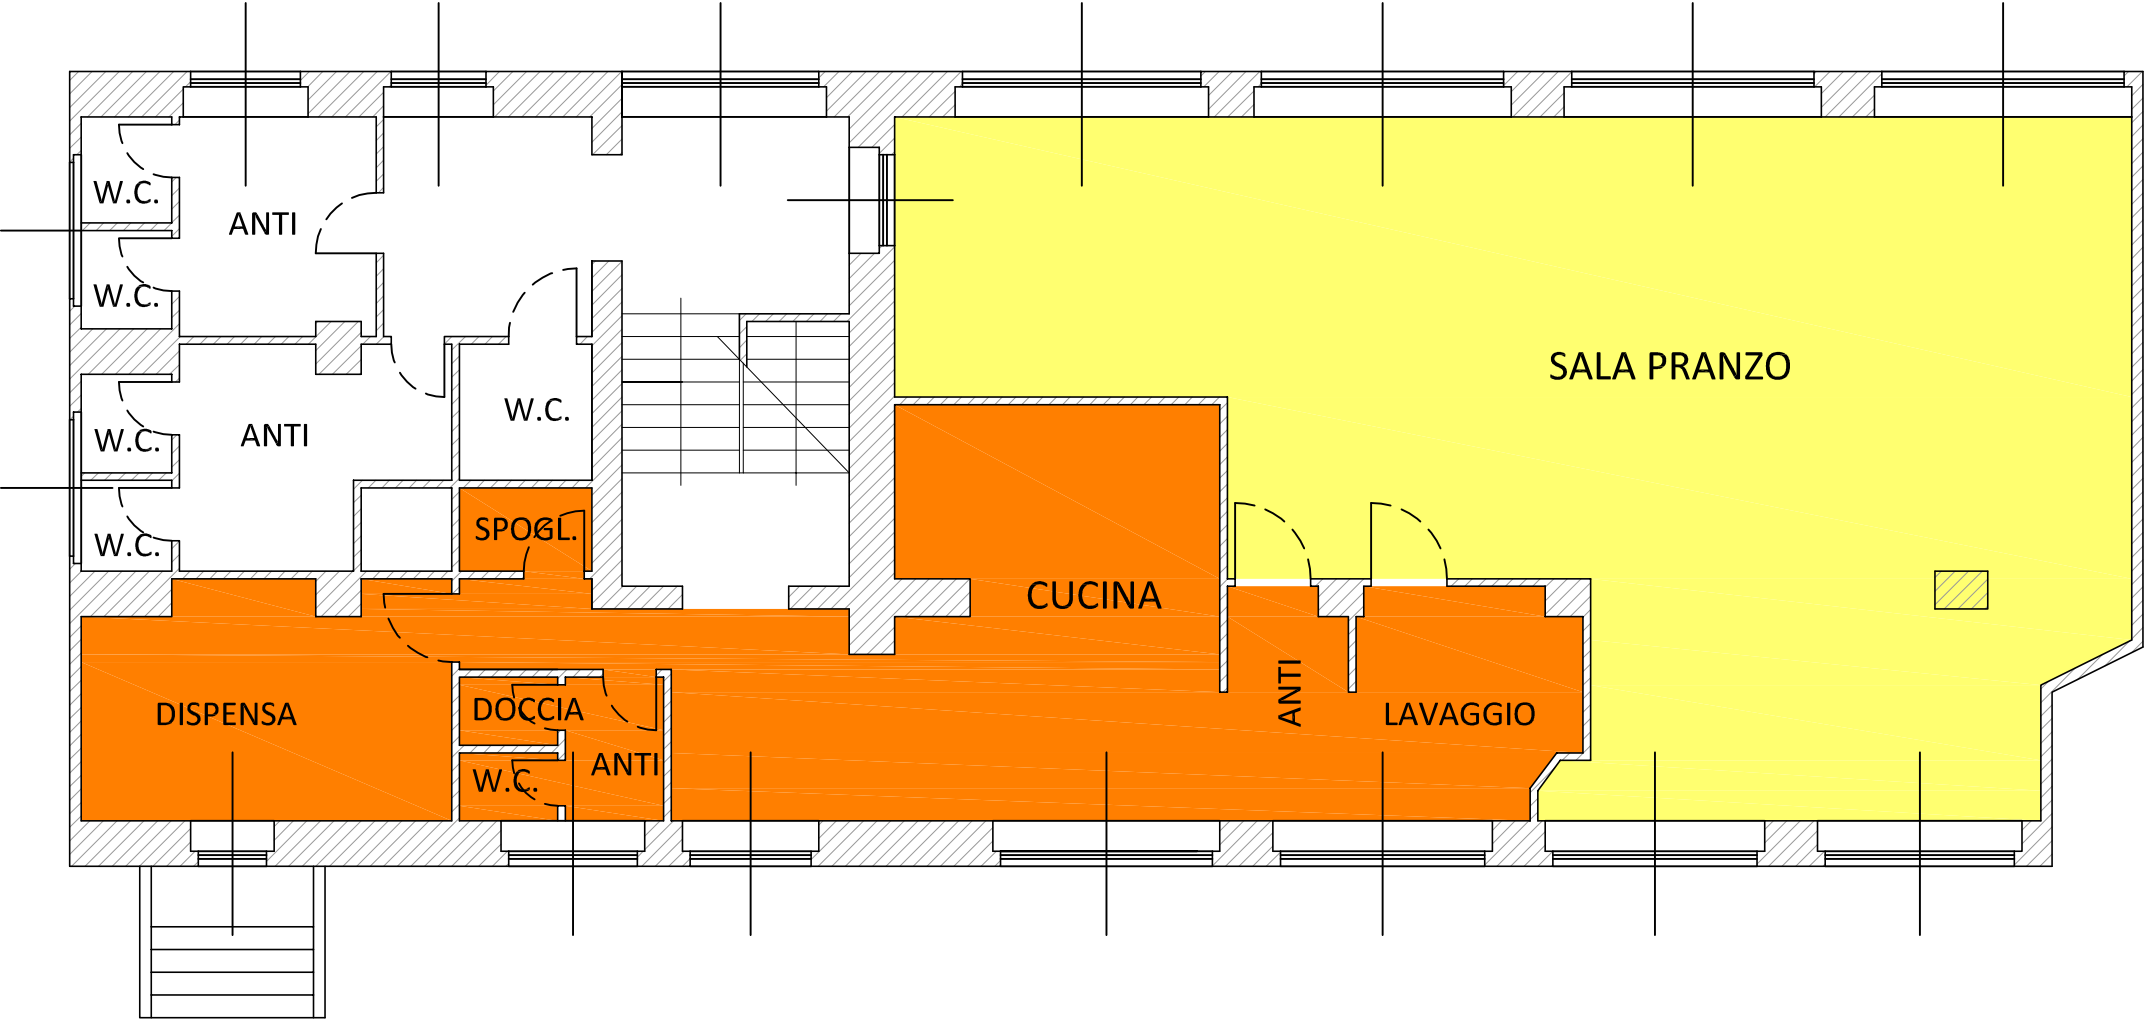 W.C.
ANTI
W.C.
SALA PRANZO
W.C.
ANTI
W.C.
W.C.
SPOGL.
CUCINA
ANTI
DISPENSA
DOCCIA
LAVAGGIO
ANTI
W.C.